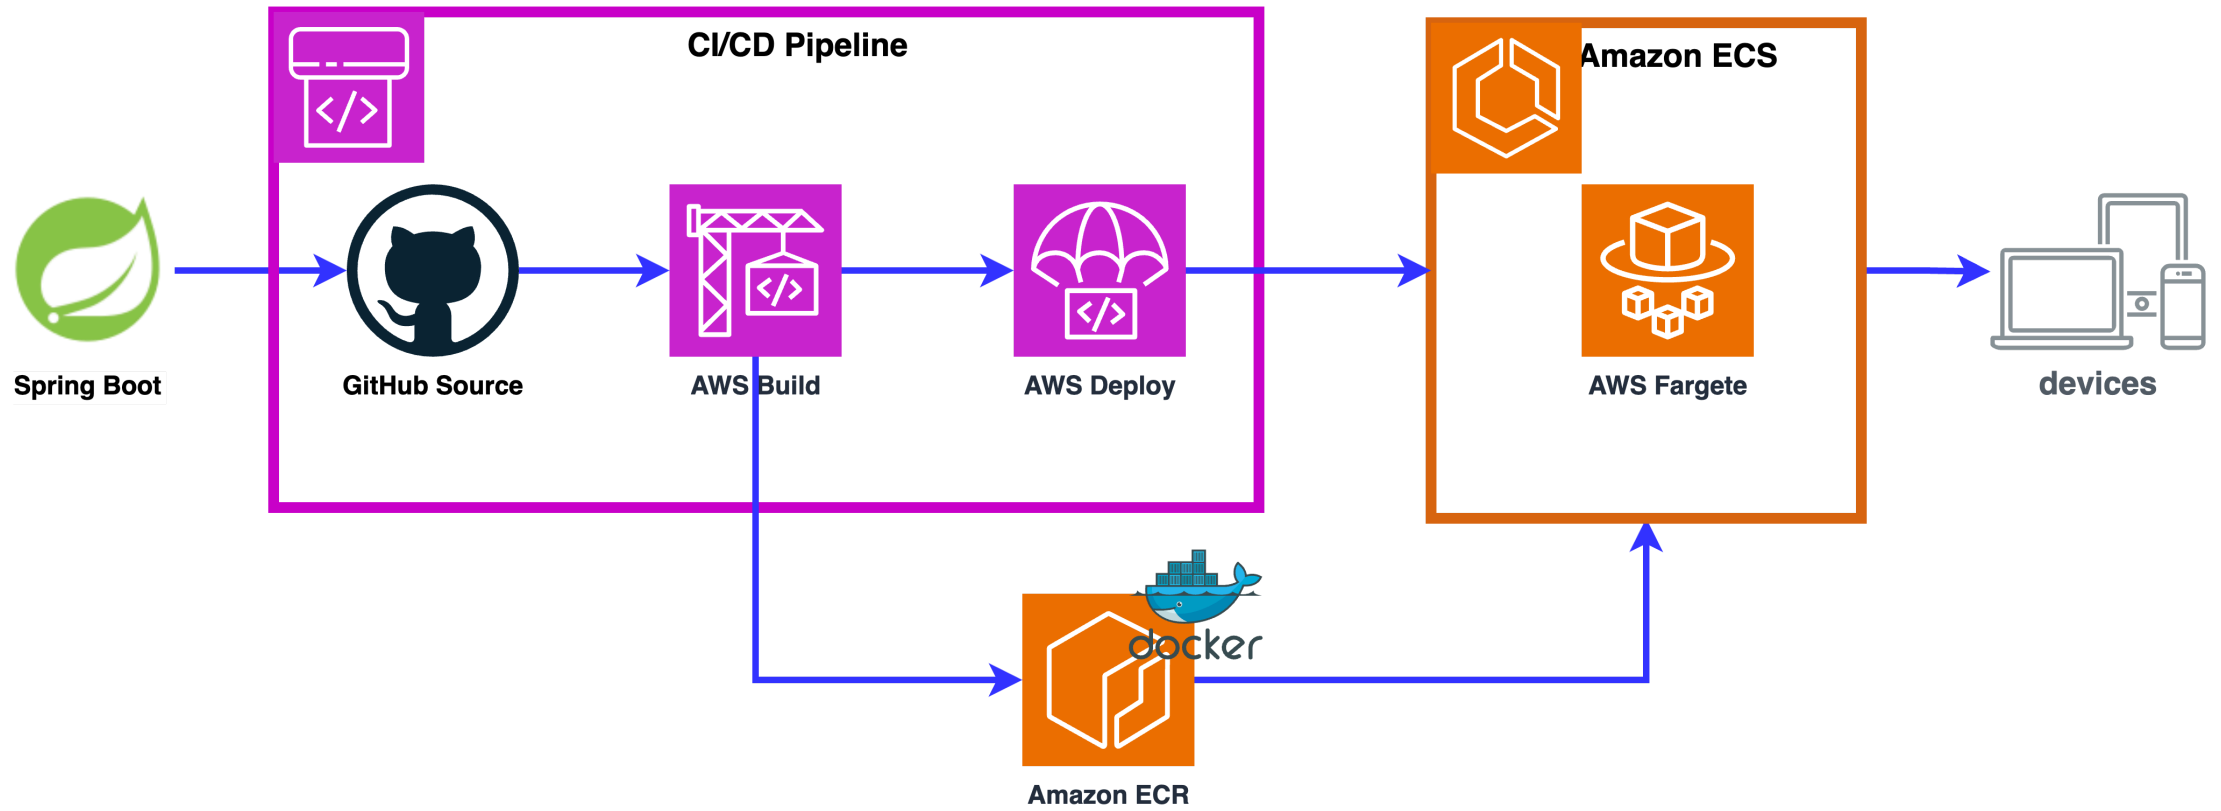 CI/CD Pipeline
Amazon ECS
Spring Boot
GitHub Source
AWS Build
AWS Deploy
AWS Fargete
devices
docker
Amazon ECR